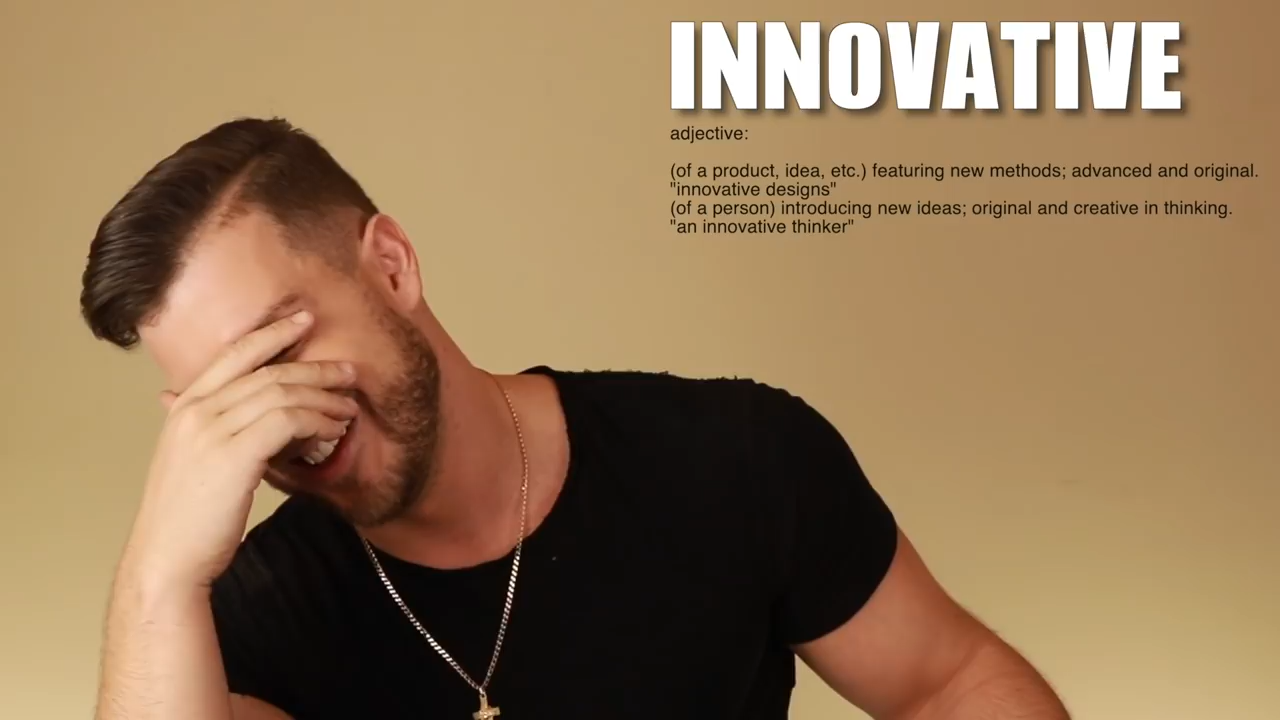 INNOVATIVE
adjective:
(of a product, idea, etc.) featuring new methods; advanced and original.
"innovative designs"
(of a person) introducing new ideas; original and creative in thinking.
"an innovative thinker"